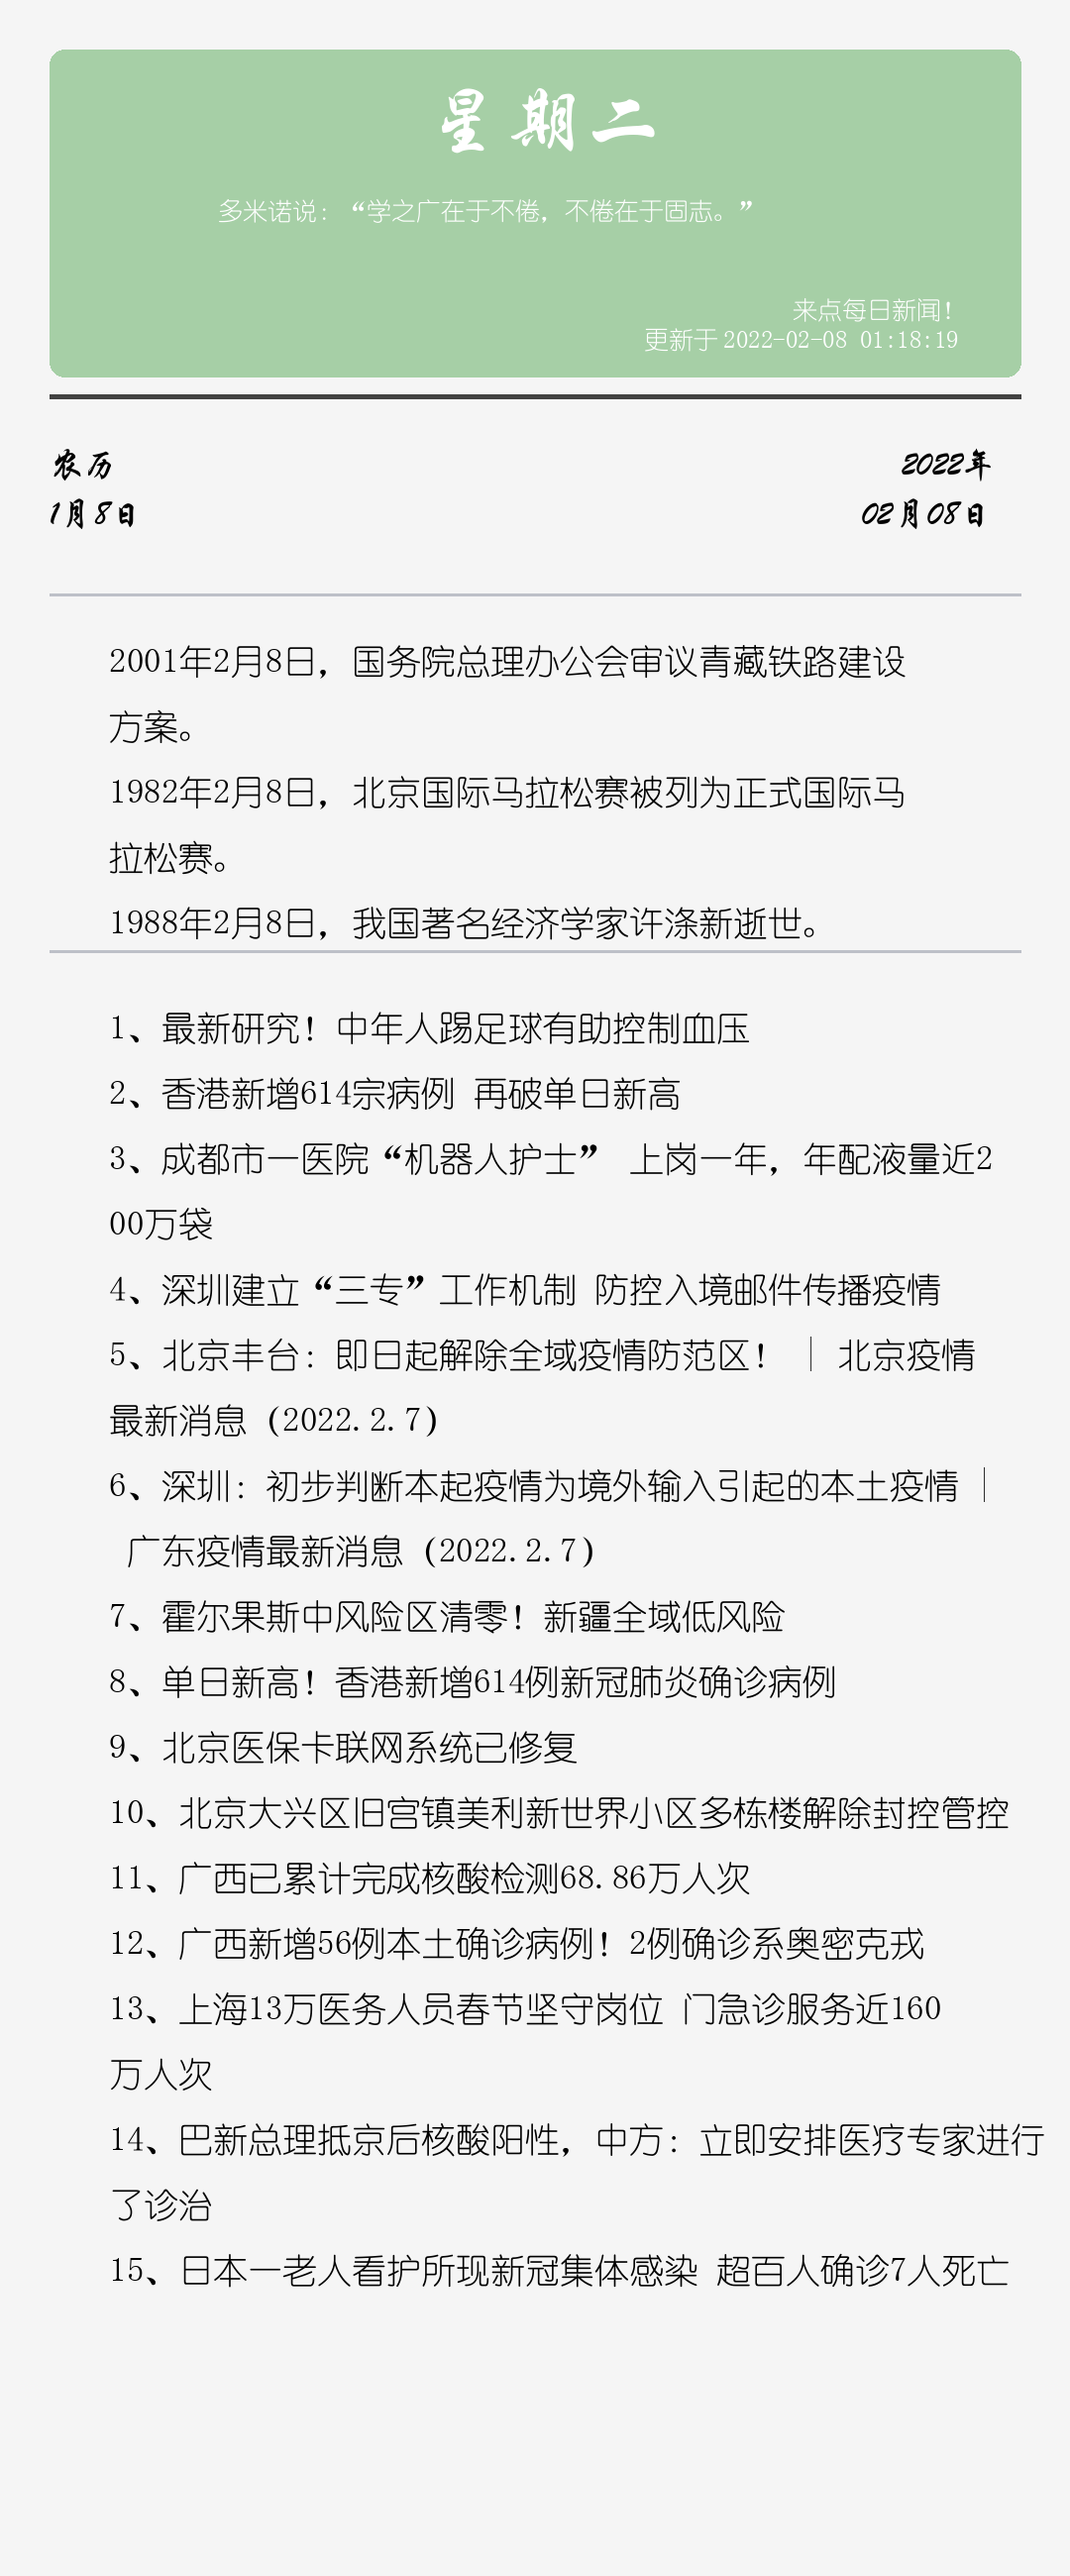 星期二
多米诺说：“学之广在于不倦，不倦在于固志。”
来点每日新闻！
更新于 2022-02-08 01:18:19
农历
2022年
1月8日
02月08日
2001年2月8日，国务院总理办公会审议青藏铁路建设
方案。
1982年2月8日，北京国际马拉松赛被列为正式国际马
拉松赛。
1988年2月8日，我国著名经济学家许涤新逝世。
1、最新研究！中年人踢足球有助控制血压
2、香港新增614宗病例 再破单日新高
3、成都市一医院“机器人护士” 上岗一年，年配液量近2
00万袋
4、深圳建立“三专”工作机制 防控入境邮件传播疫情
5、北京丰台：即日起解除全域疫情防范区！ | 北京疫情
最新消息（2022.2.7）
6、深圳：初步判断本起疫情为境外输入引起的本土疫情 |
广东疫情最新消息（2022.2.7）
7、霍尔果斯中风险区清零！新疆全域低风险
8、单日新高！香港新增614例新冠肺炎确诊病例
9、北京医保卡联网系统已修复
10、北京大兴区旧宫镇美利新世界小区多栋楼解除封控管控
11、广西已累计完成核酸检测68.86万人次
12、广西新增56例本土确诊病例！2例确诊系奥密克戎
13、上海13万医务人员春节坚守岗位 门急诊服务近160
万人次
14、巴新总理抵京后核酸阳性，中方：立即安排医疗专家进行
了诊治
15、日本一老人看护所现新冠集体感染 超百人确诊7人死亡